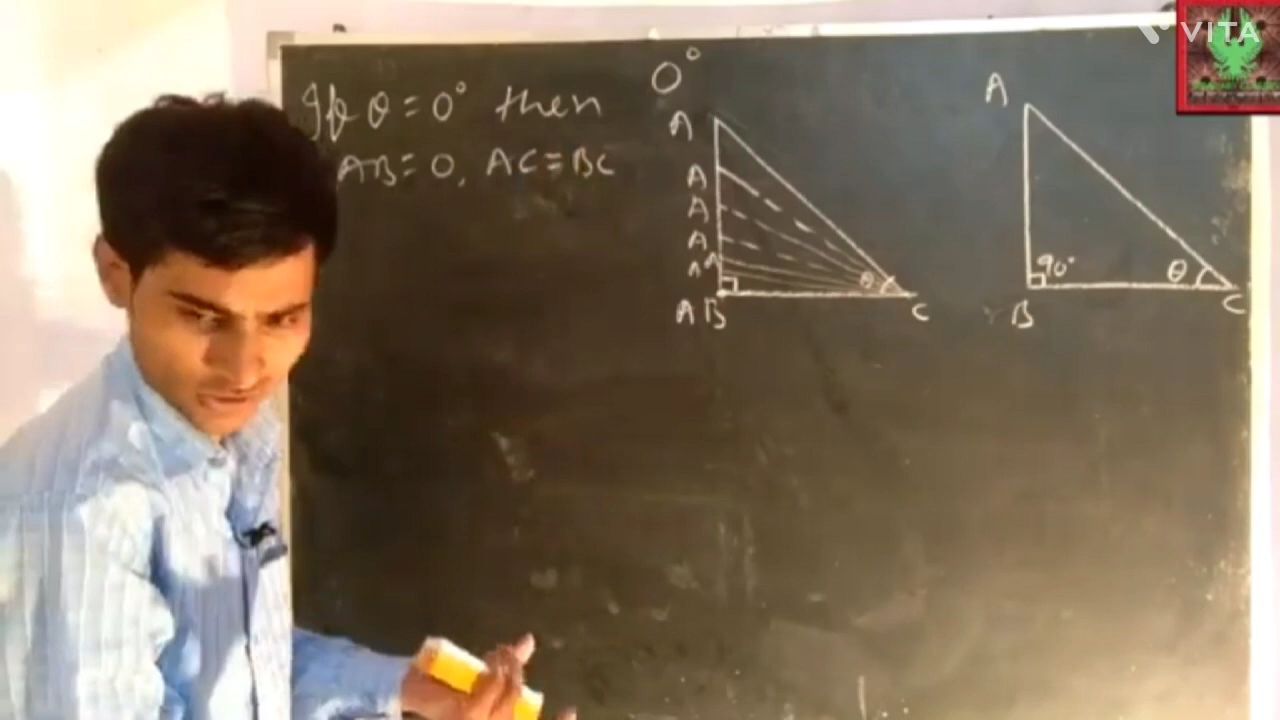 If θ = 0° then
AB = 0, AC = BC
0°
A
A
A
A
A A
A B
C
θ
A
90°
θ
B
C
VITA